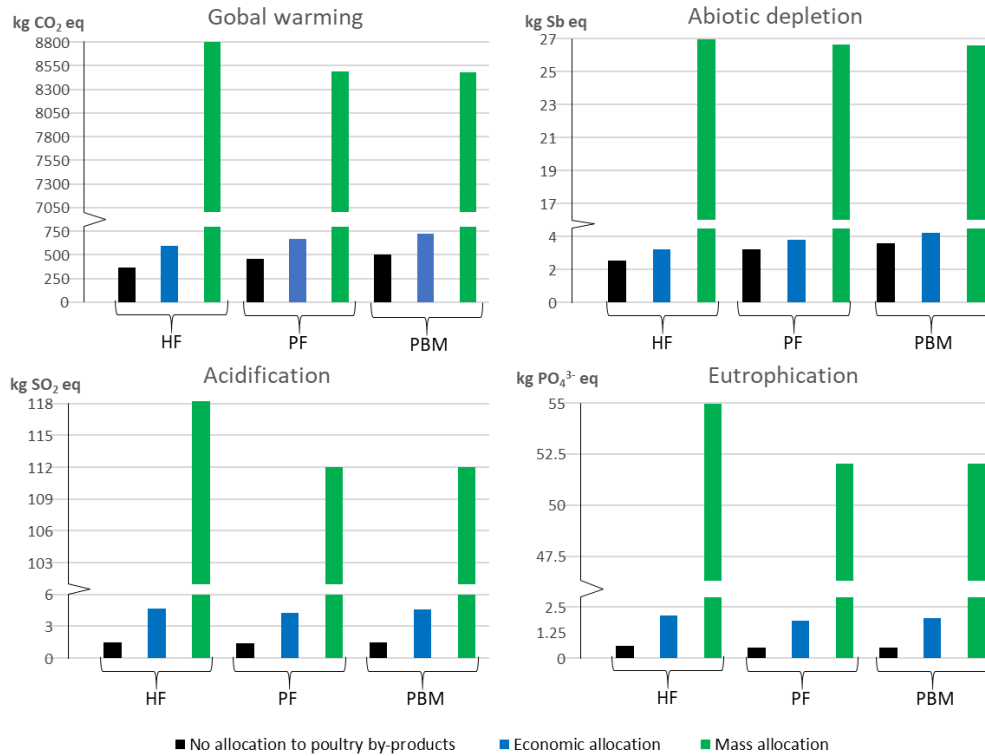 Gobal warming
kg CO₂ eq
8800
8550
8300
8050
7800
7550
7300
7050
750
500
250
0
HF PF PBM
Abiotic depletion
kg Sb eq
27
26
23
21
19
17
4
2
0
HF PF PBM
Acidification
kg SO₂ eq
118
115
112
109
106
103
6
3
0
HF PF PBM
Eutrophication
kg PO₄³⁻ eq
55
52.5
50
47.5
2.5
1.25
0
HF PF PBM
No allocation to poultry by-products Economic allocation Mass allocation